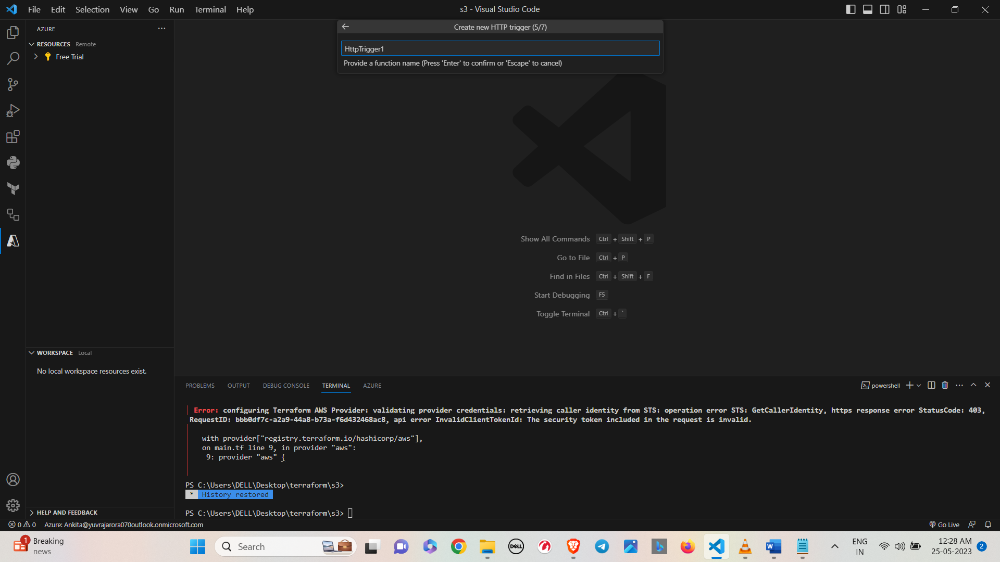 File Edit Selection View Go Run Terminal Help
s3 - Visual Studio Code
AZURE
RESOURCES Remote
Free Trial
Create new HTTP trigger (5/7)
HttpTrigger1
Provide a function name (Press 'Enter' to confirm or 'Escape' to cancel)
Show All Commands Ctrl + Shift + P
Go to File Ctrl + P
Find in Files Ctrl + Shift + F
Start Debugging F5
Toggle Terminal Ctrl + `
WORKSPACE Local
No local workspace resources exist.
PROBLEMS OUTPUT DEBUG CONSOLE TERMINAL AZURE
powershell
Error: configuring Terraform AWS Provider: validating provider credentials: retrieving caller identity from STS: operation error STS: GetCallerIdentity, https response error StatusCode: 403,
RequestID: bbb0df7c-a2a9-44a8-b73a-f6d432468ac8, api error InvalidClientTokenId: The security token included in the request is invalid.
with provider["registry.terraform.io/hashicorp/aws"],
on main.tf line 9, in provider "aws":
9: provider "aws" {
PS C:\Users\DELL\Desktop\terraform\s3>
* History restored
PS C:\Users\DELL\Desktop\terraform\s3>
HELP AND FEEDBACK
0 0 Azure: Ankita@yuvrajarora070outlook.onmicrosoft.com
Go Live
1 Breaking
news
Search
DELL
ENG
IN
12:28 AM
25-05-2023
2